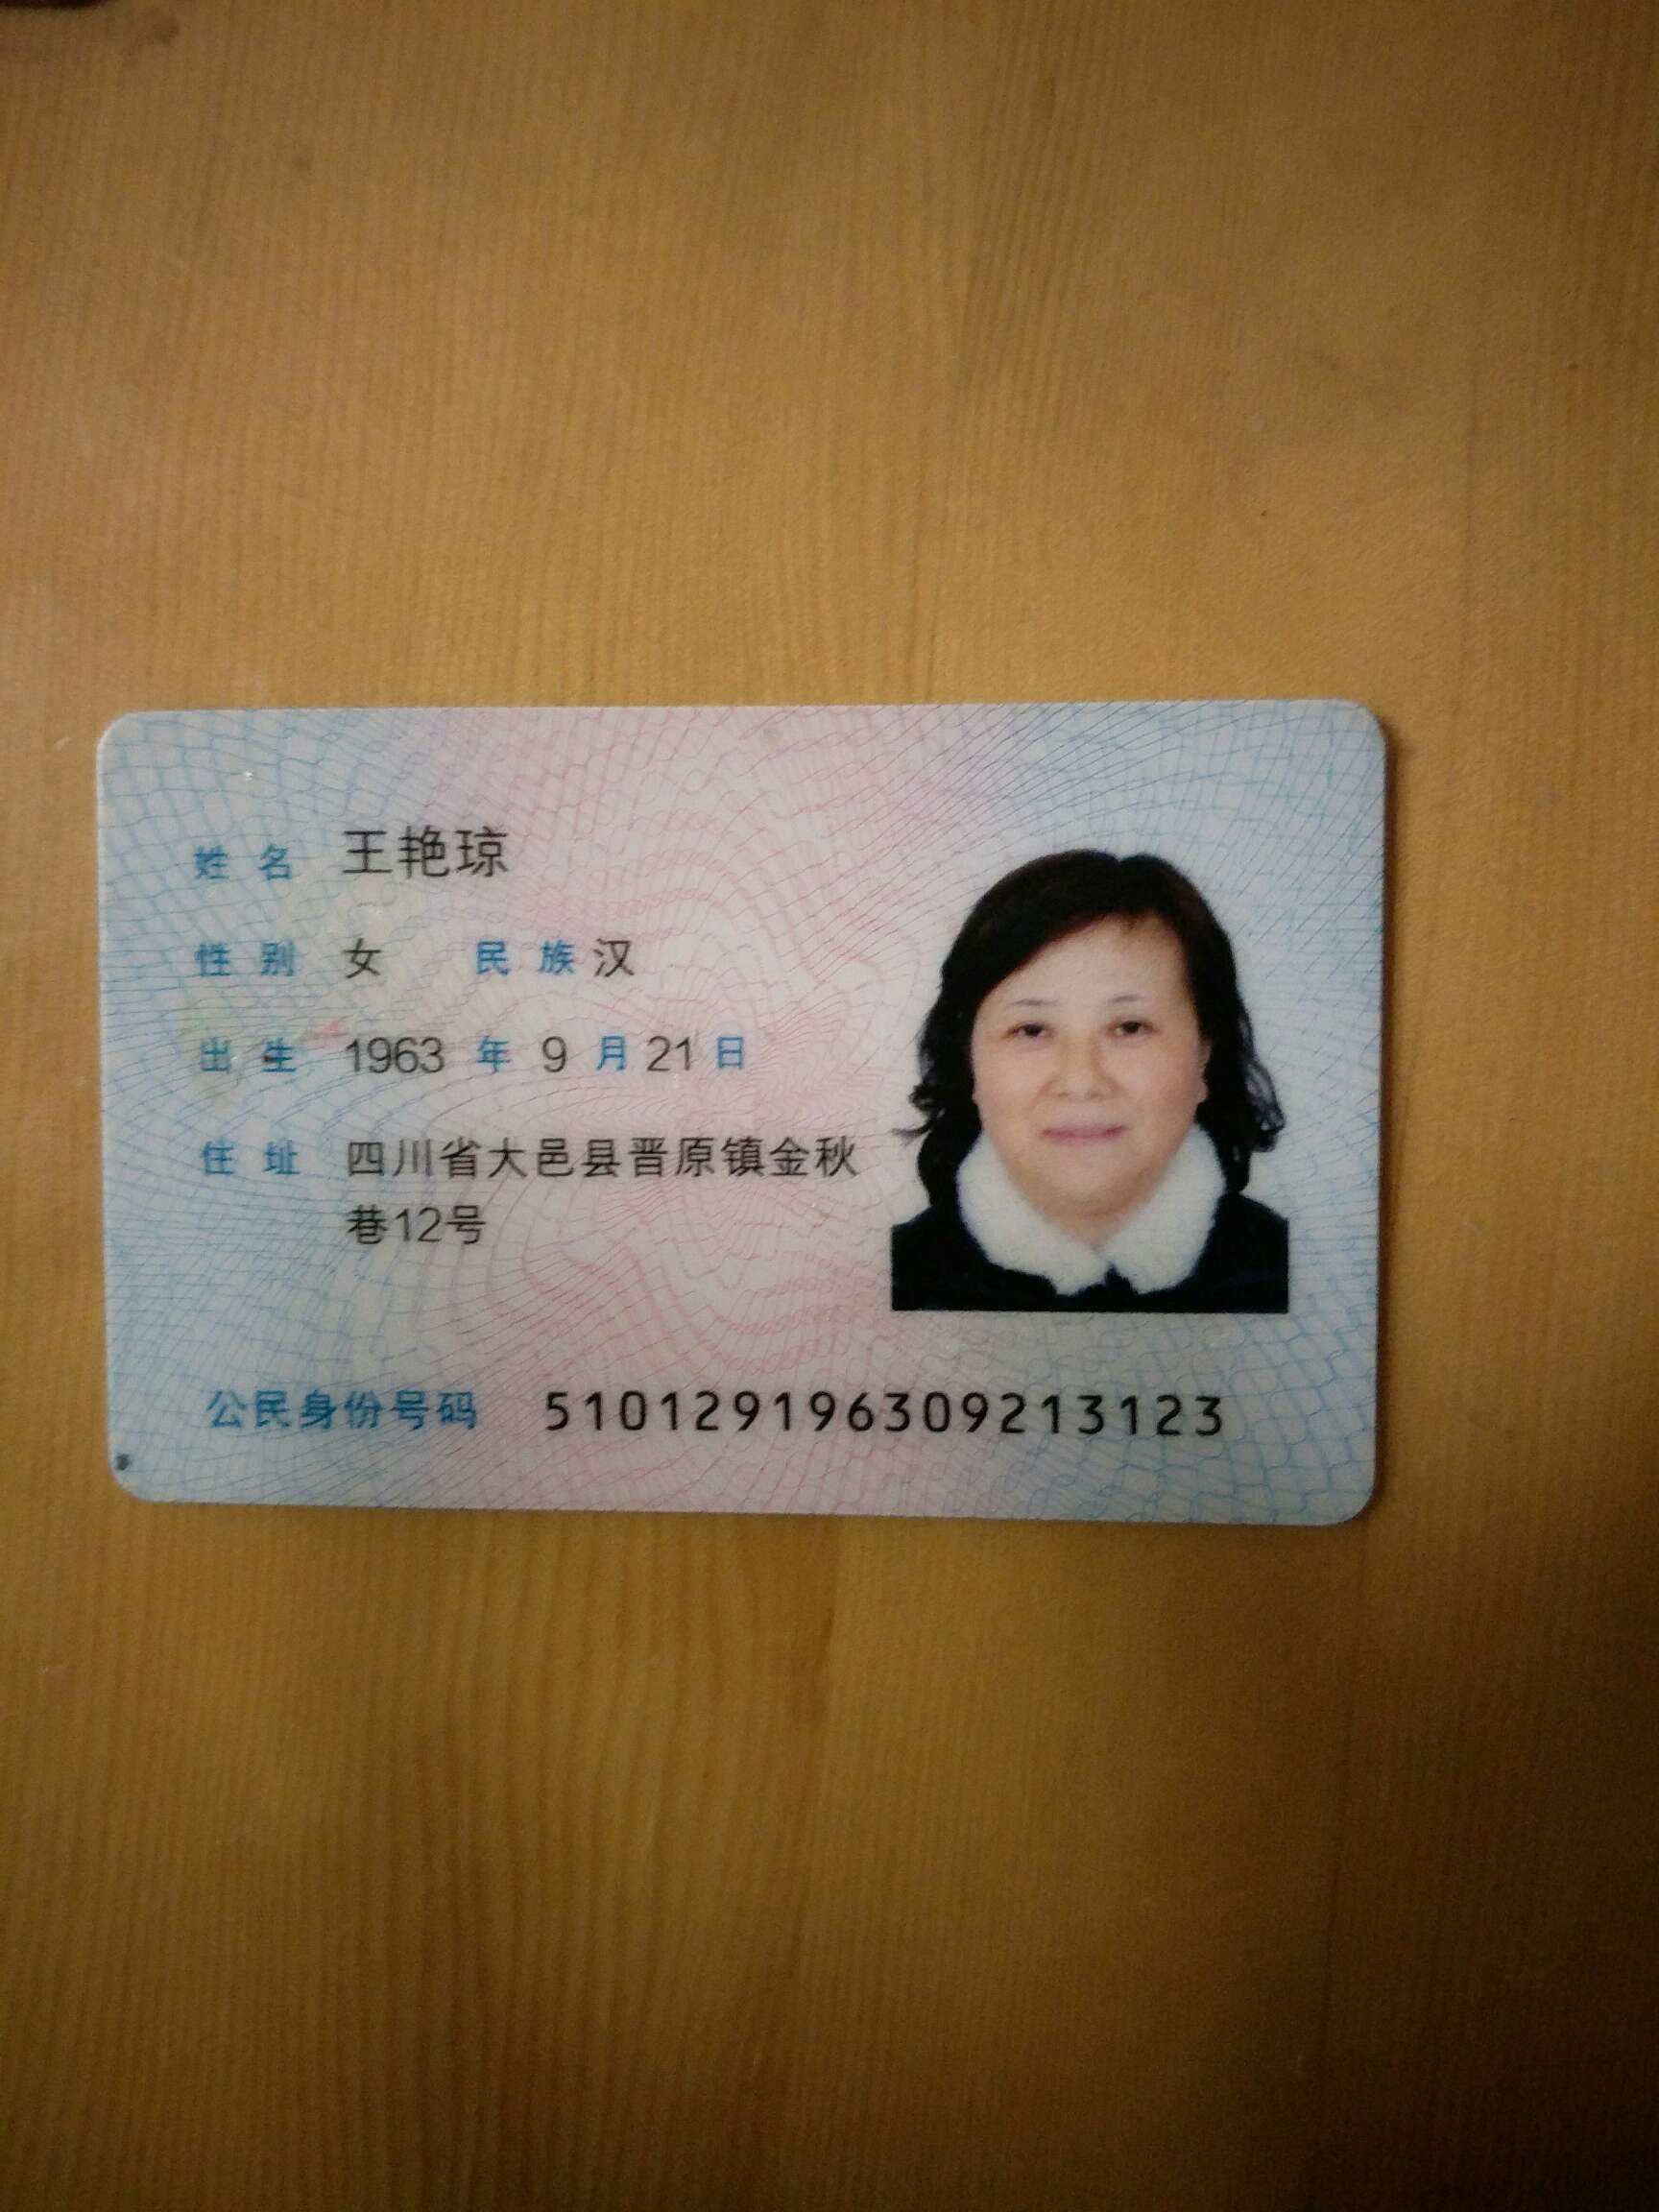 姓名 王艳琼
性别 女 民族 汉
出生 1963 年 9 月 21 日
住址 四川省大邑县晋原镇金秋
巷12号
公民身份号码 510129196309213123